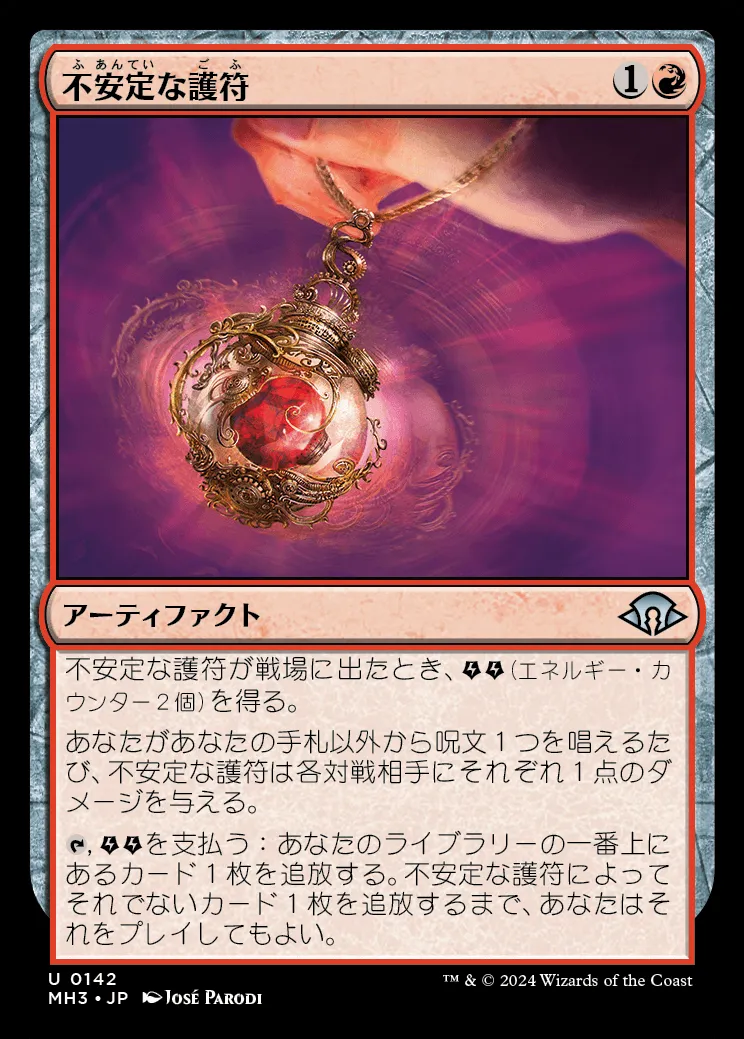 ふあんてい ごふ
不安定な護符 1
アーティファクト
不安定な護符が戦場に出たとき、(エネルギー・カ
ウンター2個)を得る。
あなたがあなたの手札以外から呪文1つを唱えるた
び、不安定な護符は各対戦相手にそれぞれ1点のダ
メージを与える。
,を支払う:あなたのライブラリーの一番上に
あるカード1枚を追放する。不安定な護符によって
それでないカード1枚を追放するまで、あなたはそ
れをプレイしてもよい。
U 0142
MH3 • JP José Parodi
™ & © 2024 Wizards of the Coast